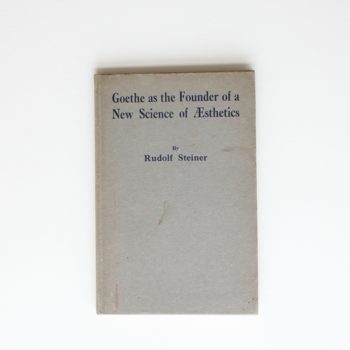 Goethe as the Founder of a
New Science of Æsthetics
By
Rudolf Steiner